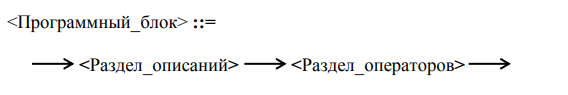 <Программный_блок> ::=
<Раздел_описаний> <Раздел_операторов>